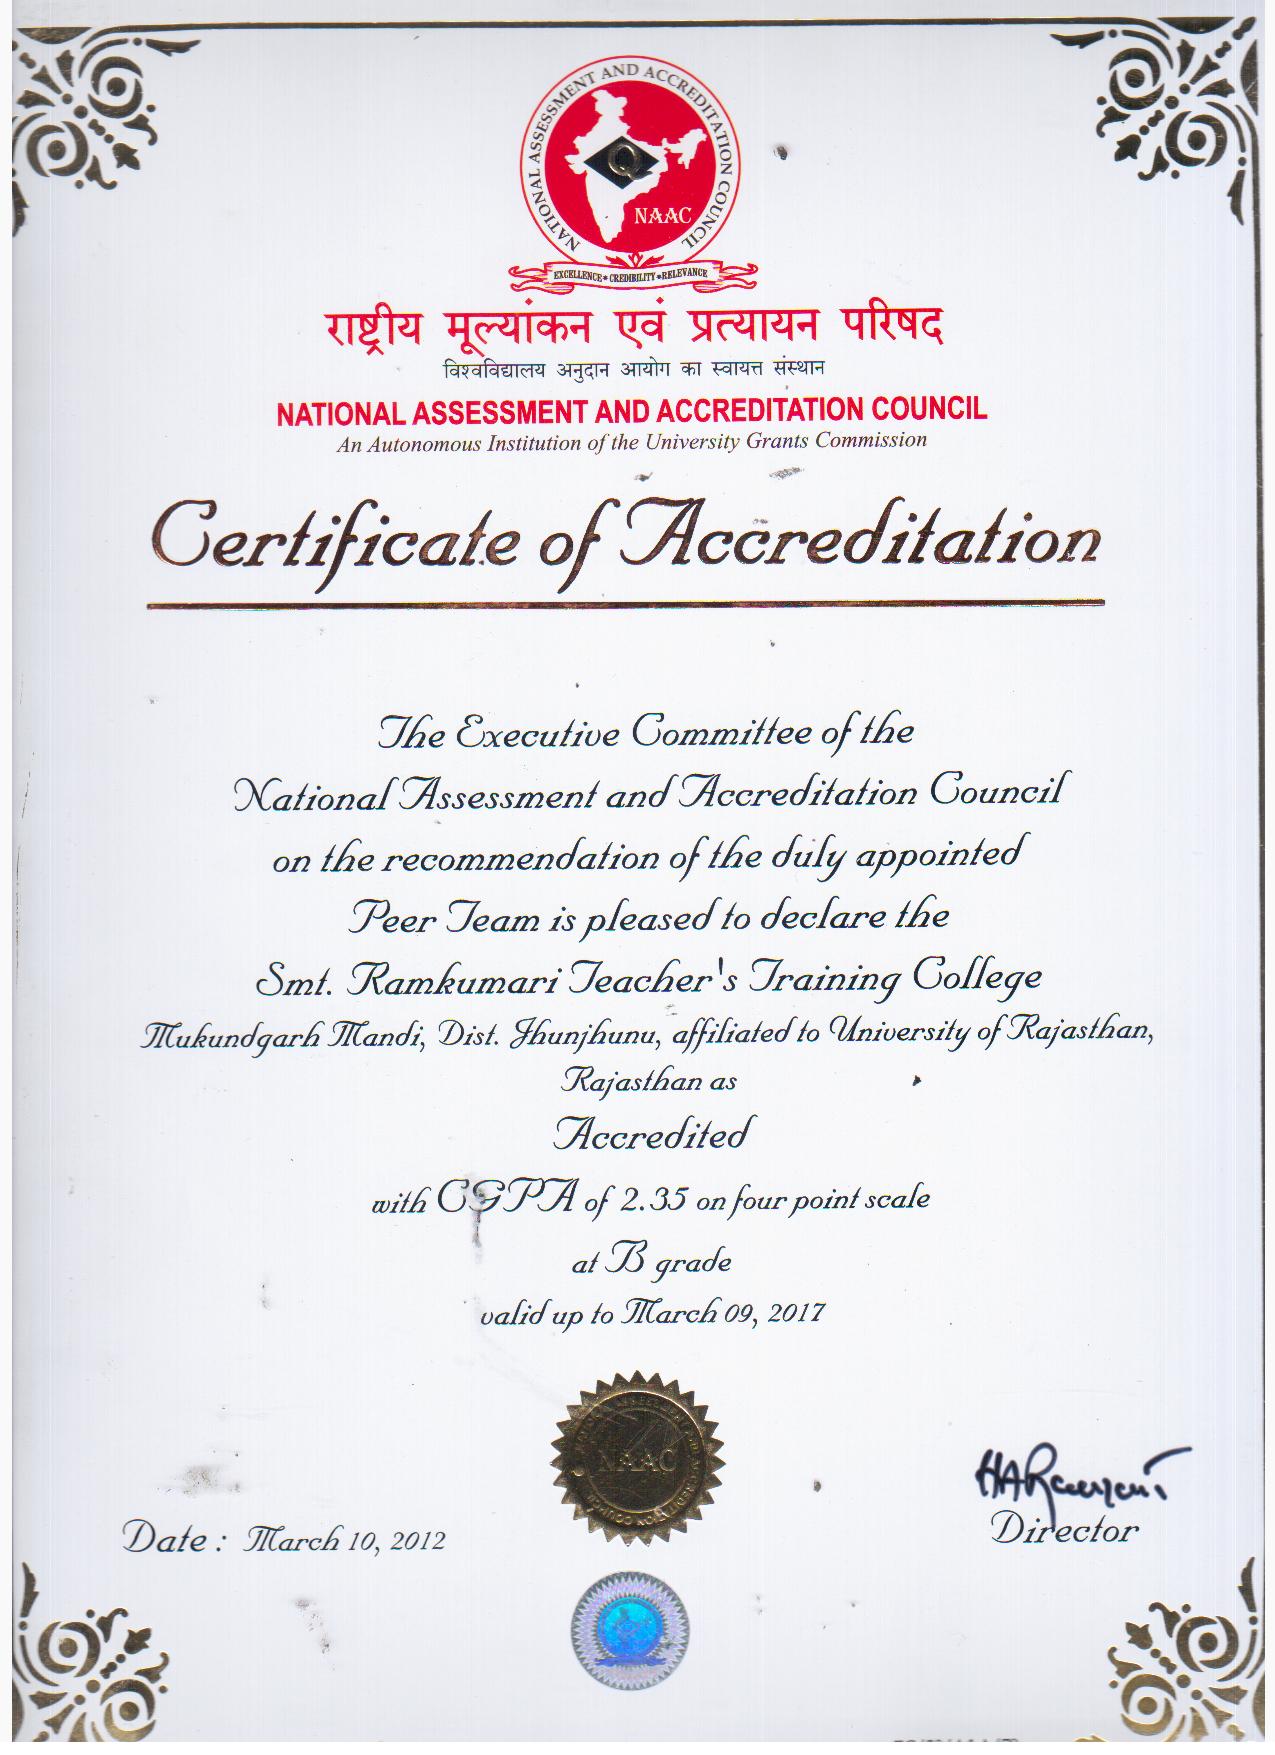 NATIONAL ASSESSMENT AND ACCREDITATION COUNCIL
Q
NAAC
EXCELLENCE • CREDIBILITY • RELEVANCE
राष्ट्रीय मूल्यांकन एवं प्रत्यायन परिषद
विश्वविद्यालय अनुदान आयोग का स्वायत्त संस्थान
NATIONAL ASSESSMENT AND ACCREDITATION COUNCIL
An Autonomous Institution of the University Grants Commission
Certificate of Accreditation
The Executive Committee of the
National Assessment and Accreditation Council
on the recommendation of the duly appointed
Peer Team is pleased to declare the
Smt. Ramkumari Teacher's Training College
Mukundgarh Mandi, Dist. Jhunjhunu, affiliated to University of Rajasthan,
Rajasthan as
Accredited
with CGPA of 2.35 on four point scale
at B grade
valid up to March 09, 2017
NAAC
Date : March 10, 2012
Director